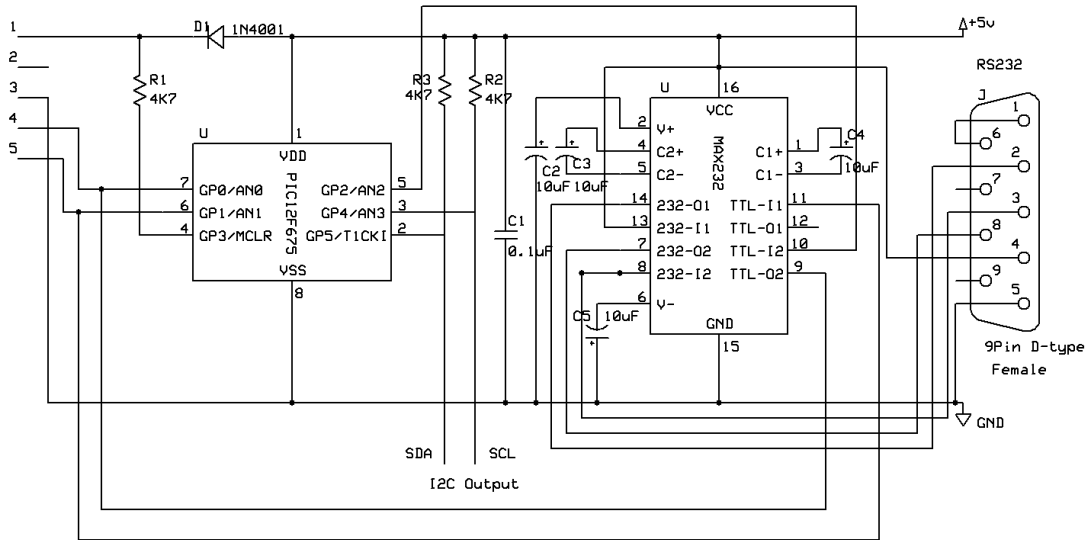 1
D1
1N4001
+5v
2
3
4
5
R1
4K7
R3
4K7
R2
4K7
RS232
J
U
1
VDD
PIC12F675
7
GP0/AN0
6
GP1/AN1
4
GP3/MCLR
GP2/AN2
5
GP4/AN3
3
GP5/T1CKI
2
VSS
8
C1
0.1uF
U
16
VCC
MAX232
2
V+
4
C2+
5
C2-
14
232-O1
13
232-I1
7
232-O2
8
232-I2
6
V-
C1+
1
C1-
3
TTL-I1
11
TTL-O1
12
TTL-I2
10
TTL-O2
9
GND
15
C2
10uF
C3
10uF
C4
10uF
C5
10uF
1
6
2
7
3
8
4
9
5
9Pin D-type
Female
GND
SDA
SCL
I2C Output